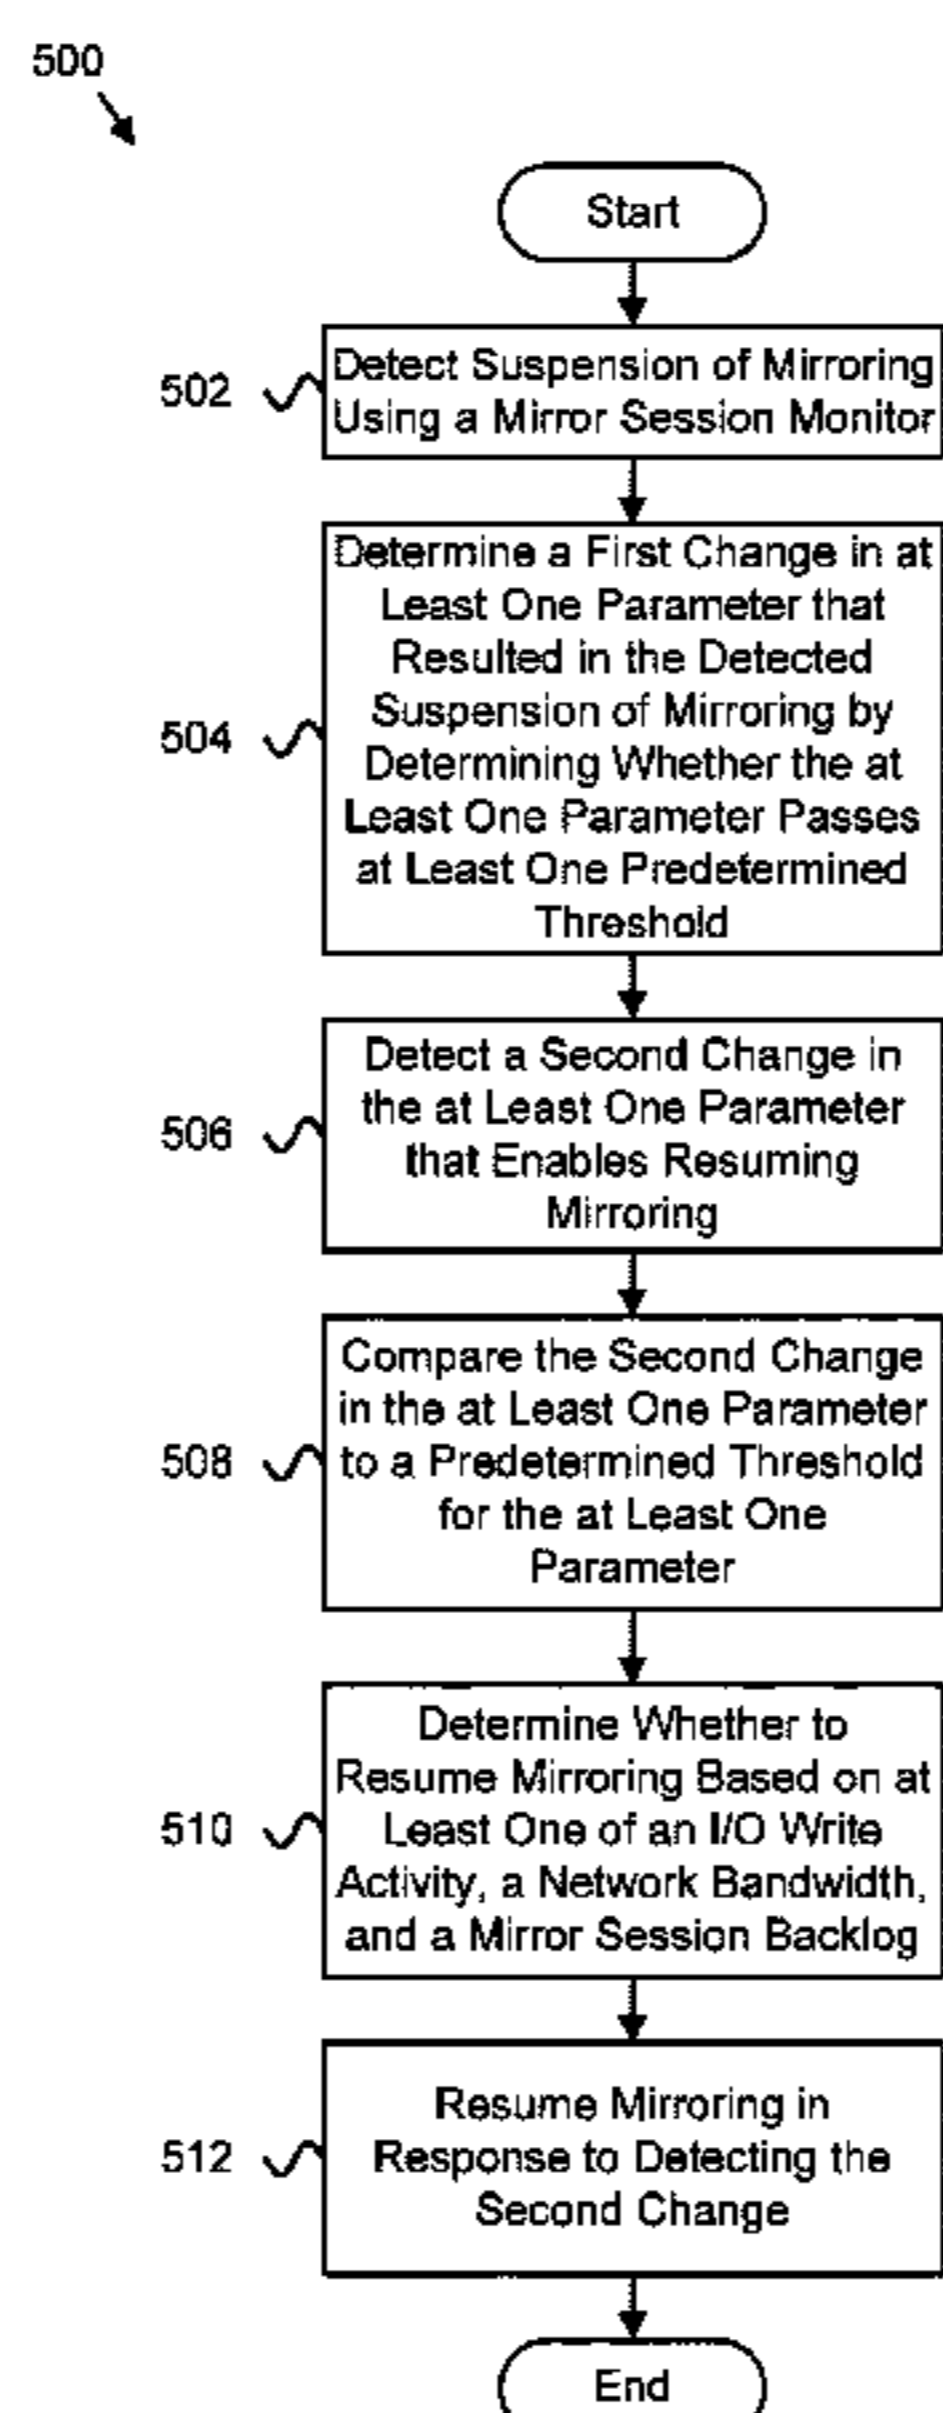 500
Start
502
Detect Suspension of Mirroring
Using a Mirror Session Monitor
504
Determine a First Change in at
Least One Parameter that
Resulted in the Detected
Suspension of Mirroring by
Determining Whether the at
Least One Parameter Passes
at Least One Predetermined
Threshold
506
Detect a Second Change in
the at Least One Parameter
that Enables Resuming
Mirroring
508
Compare the Second Change
in the at Least One Parameter
to a Predetermined Threshold
for the at Least One
Parameter
510
Determine Whether to
Resume Mirroring Based on at
Least One of an I/O Write
Activity, a Network Bandwidth,
and a Mirror Session Backlog
512
Resume Mirroring in
Response to Detecting the
Second Change
End